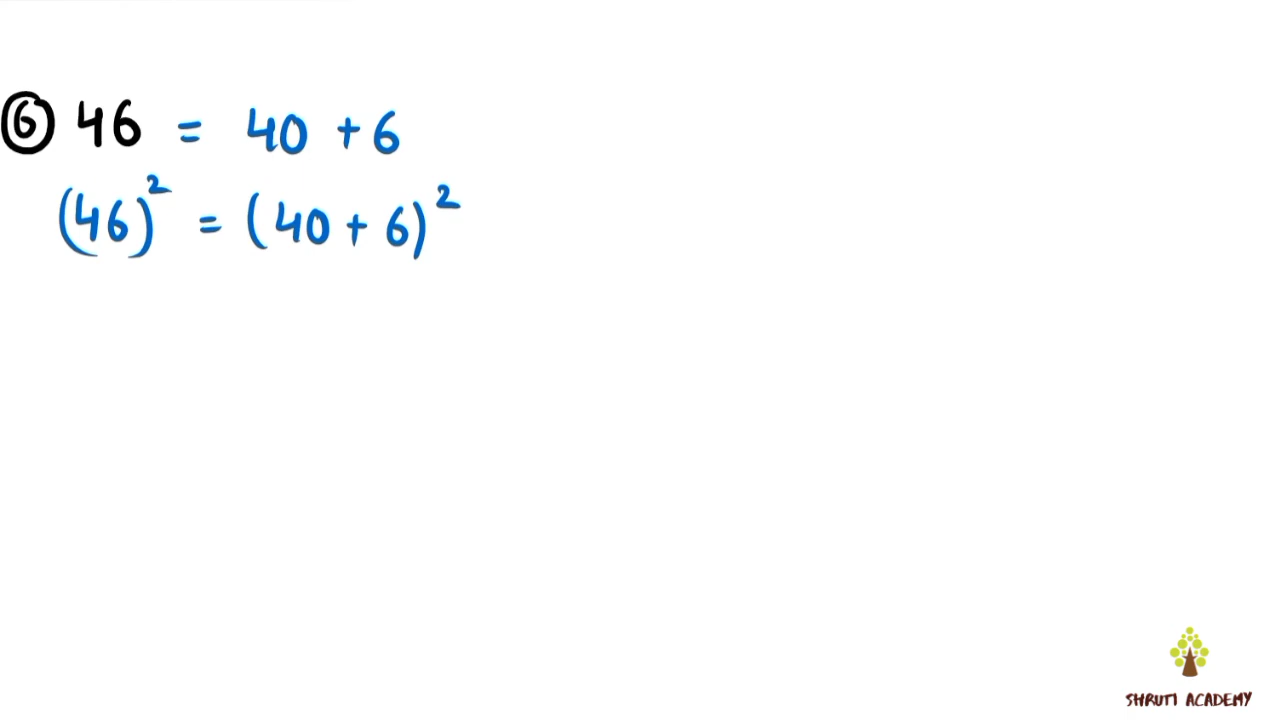 ⑥ 46 = 40 + 6
(46)² = (40 + 6)²
SHRUTI ACADEMY